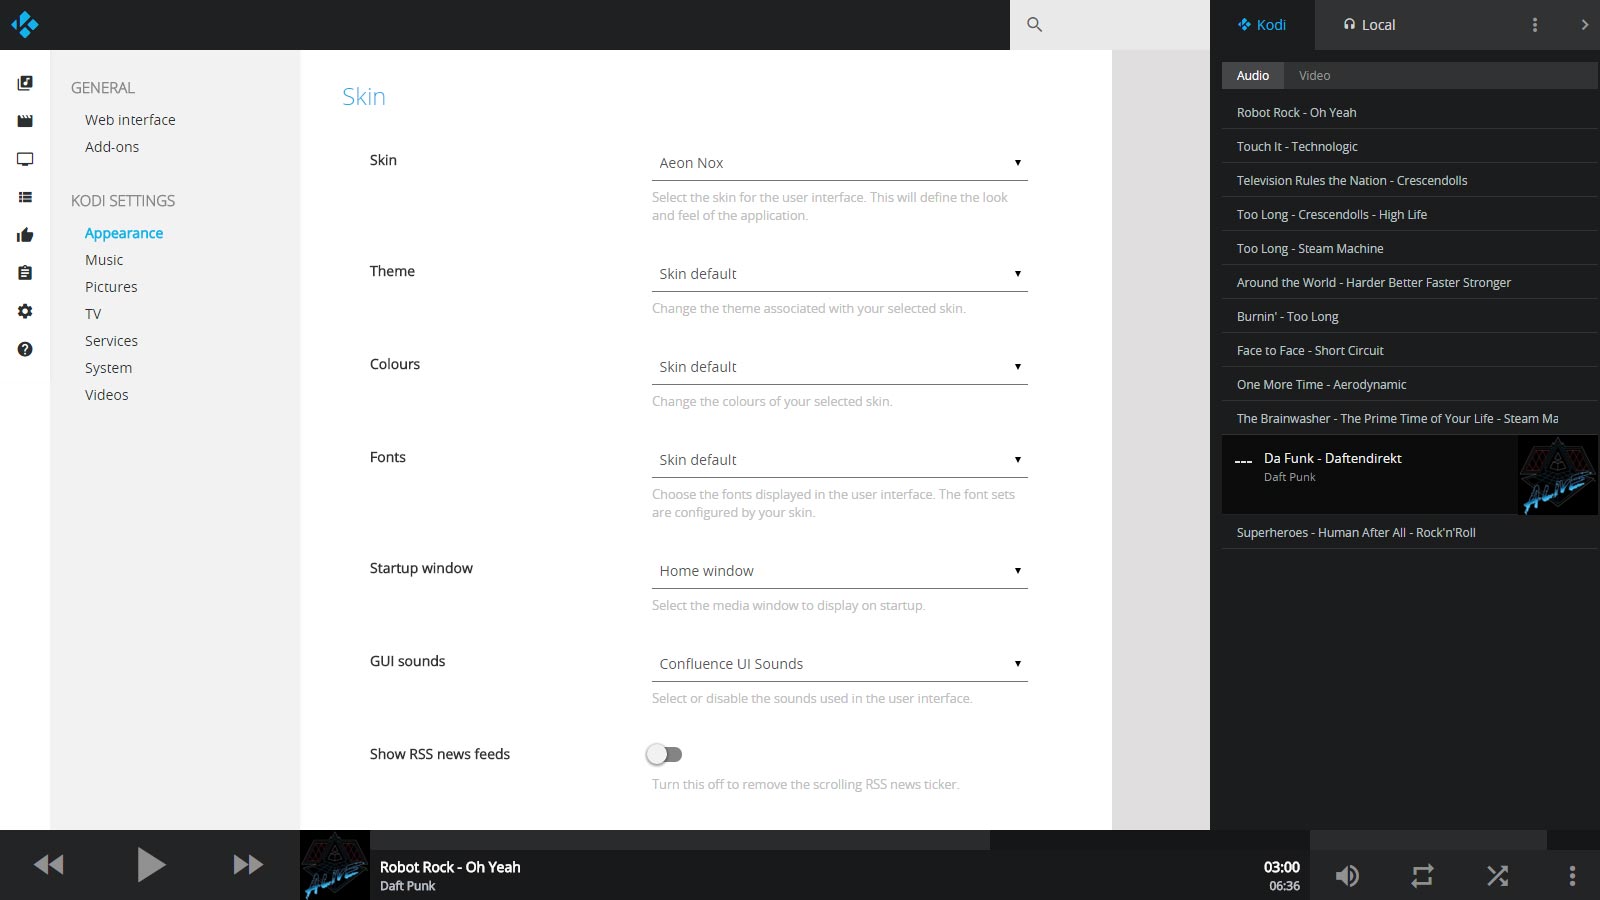 Kodi
Local
GENERAL
Web interface
Add-ons
KODI SETTINGS
Appearance
Music
Pictures
TV
Services
System
Videos
Skin
Skin
Aeon Nox
Select the skin for the user interface. This will define the look
and feel of the application.
Theme
Skin default
Change the theme associated with your selected skin.
Colours
Skin default
Change the colours of your selected skin.
Fonts
Skin default
Choose the fonts displayed in the user interface. The font sets
are configured by your skin.
Startup window
Home window
Select the media window to display on startup.
GUI sounds
Confluence UI Sounds
Select or disable the sounds used in the user interface.
Show RSS news feeds
Turn this off to remove the scrolling RSS news ticker.
Audio
Video
Robot Rock - Oh Yeah
Touch It - Technologic
Television Rules the Nation - Crescendolls
Too Long - Crescendolls - High Life
Too Long - Steam Machine
Around the World - Harder Better Faster Stronger
Burnin' - Too Long
Face to Face - Short Circuit
One More Time - Aerodynamic
The Brainwasher - The Prime Time of Your Life - Steam Ma
Da Funk - Daftendirekt
Daft Punk
ALIVE
Superheroes - Human After All - Rock'n'Roll
ALIVE
Robot Rock - Oh Yeah
Daft Punk
03:00
06:36